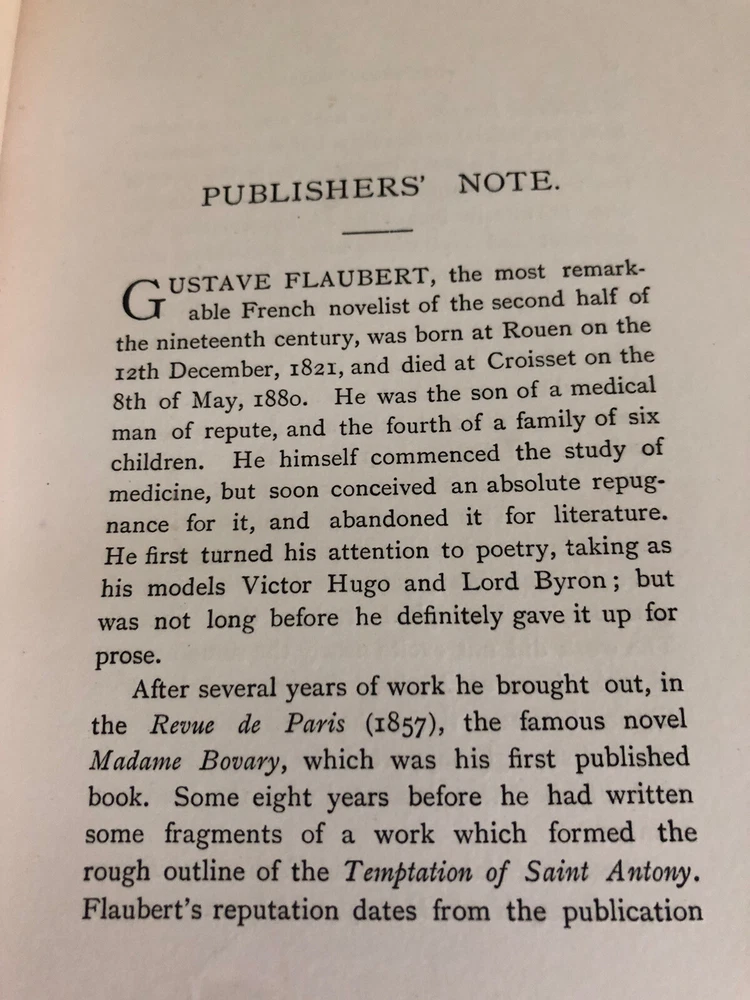 PUBLISHERS' NOTE.
GUSTAVE FLAUBERT, the most remark-
able French novelist of the second half of
the nineteenth century, was born at Rouen on the
12th December, 1821, and died at Croisset on the
8th of May, 1880. He was the son of a medical
man of repute, and the fourth of a family of six
children. He himself commenced the study of
medicine, but soon conceived an absolute repug-
nance for it, and abandoned it for literature.
He first turned his attention to poetry, taking as
his models Victor Hugo and Lord Byron; but
was not long before he definitely gave it up for
prose.
After several years of work he brought out, in
the Revue de Paris (1857), the famous novel
Madame Bovary, which was his first published
book. Some eight years before he had written
some fragments of a work which formed the
rough outline of the Temptation of Saint Antony.
Flaubert's reputation dates from the publication